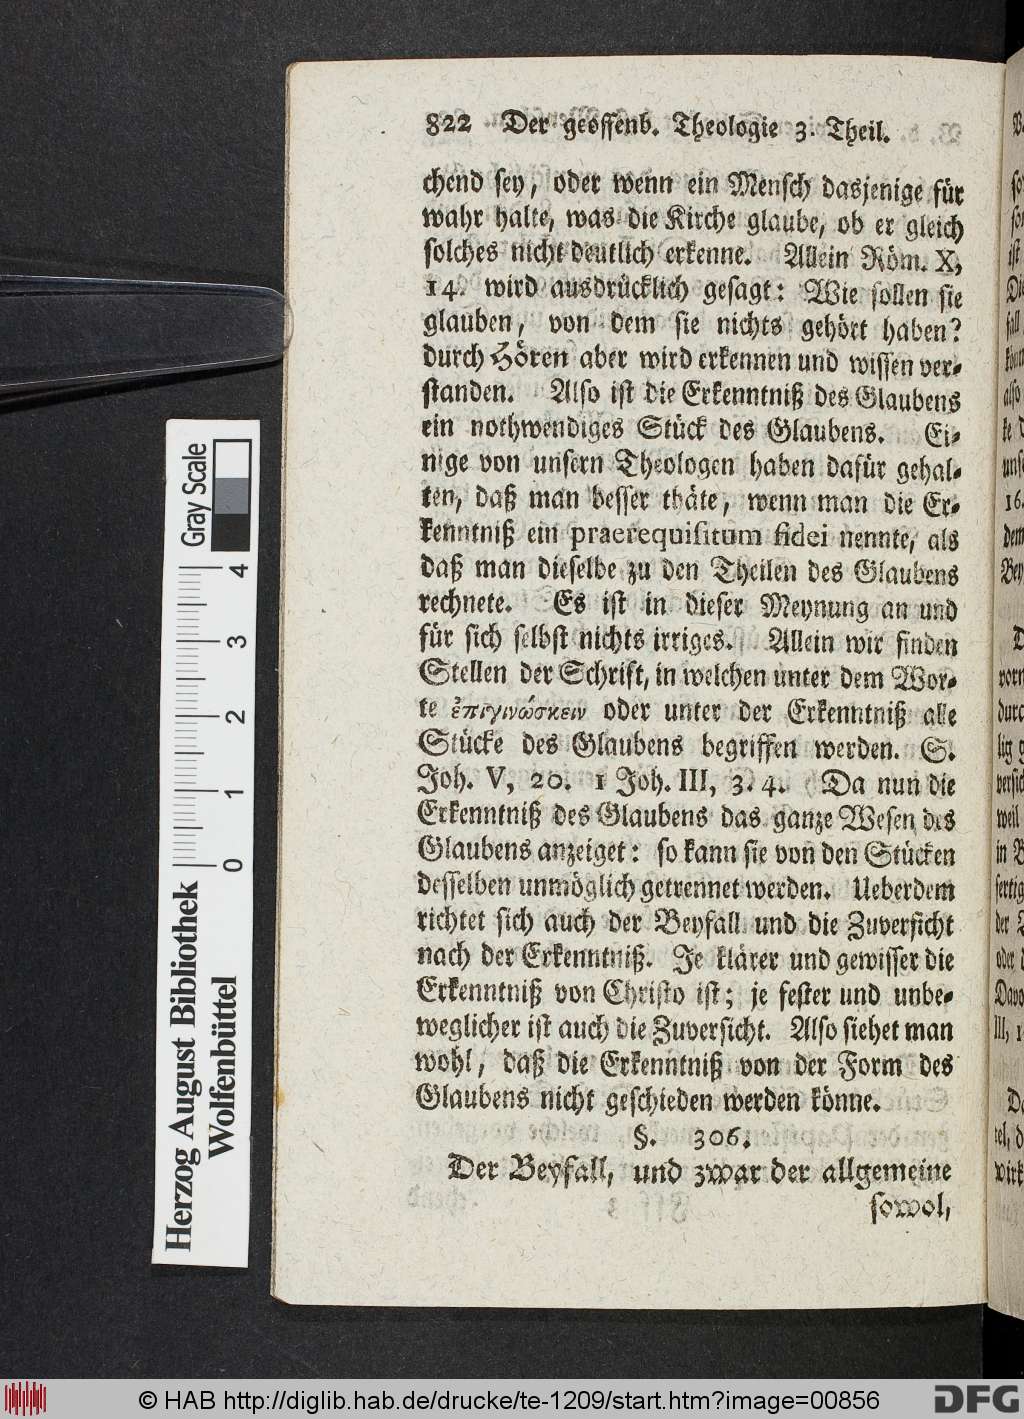 822 Der geoffenb. Theologie 3. Theil.
chend sey, oder wenn ein Mensch dasjenige für
wahr halte, was die Kirche glaube, ob er gleich
solches nicht deutlich erkenne. Allein Röm. X,
14. wird ausdrücklich gesagt: Wie sollen sie
glauben, von dem sie nichts gehört haben?
durch Hören aber wird erkennen und wissen ver-
standen. Also ist die Erkenntniß des Glaubens
ein nothwendiges Stück des Glaubens. Ei-
nige von unsern Theologen haben dafür gehal-
ten, daß man besser thäte, wenn man die Er-
kenntniß ein praerequisitum fidei nennte, als
daß man dieselbe zu den Theilen des Glaubens
rechnete. Es ist in dieser Meynung an und
für sich selbst nichts irriges. Allein wir finden
Stellen der Schrift, in welchen unter dem Wor-
te ἐπιγινώσκειν oder unter der Erkenntniß alle
Stücke des Glaubens begriffen werden. S.
Joh. V, 20. 1 Joh. III, 3. 4. Da nun die
Erkenntniß des Glaubens das ganze Wesen des
Glaubens anzeiget: so kann sie von den Stücken
desselben unmöglich getrennet werden. Ueberdem
richtet sich auch der Beyfall und die Zuversicht
nach der Erkenntniß. Je klärer und gewisser die
Erkenntniß von Christo ist; je fester und unbe-
weglicher ist auch die Zuversicht. Also siehet man
wohl, daß die Erkenntniß von der Form des
Glaubens nicht geschieden werden könne.
§. 306.
Der Beyfall, und zwar der allgemeine
sowol,
Gray Scale
0 1 2 3 4
Herzog August Bibliothek
Wolfenbüttel
© HAB http://diglib.hab.de/drucke/te-1209/start.htm?image=00856
DFG